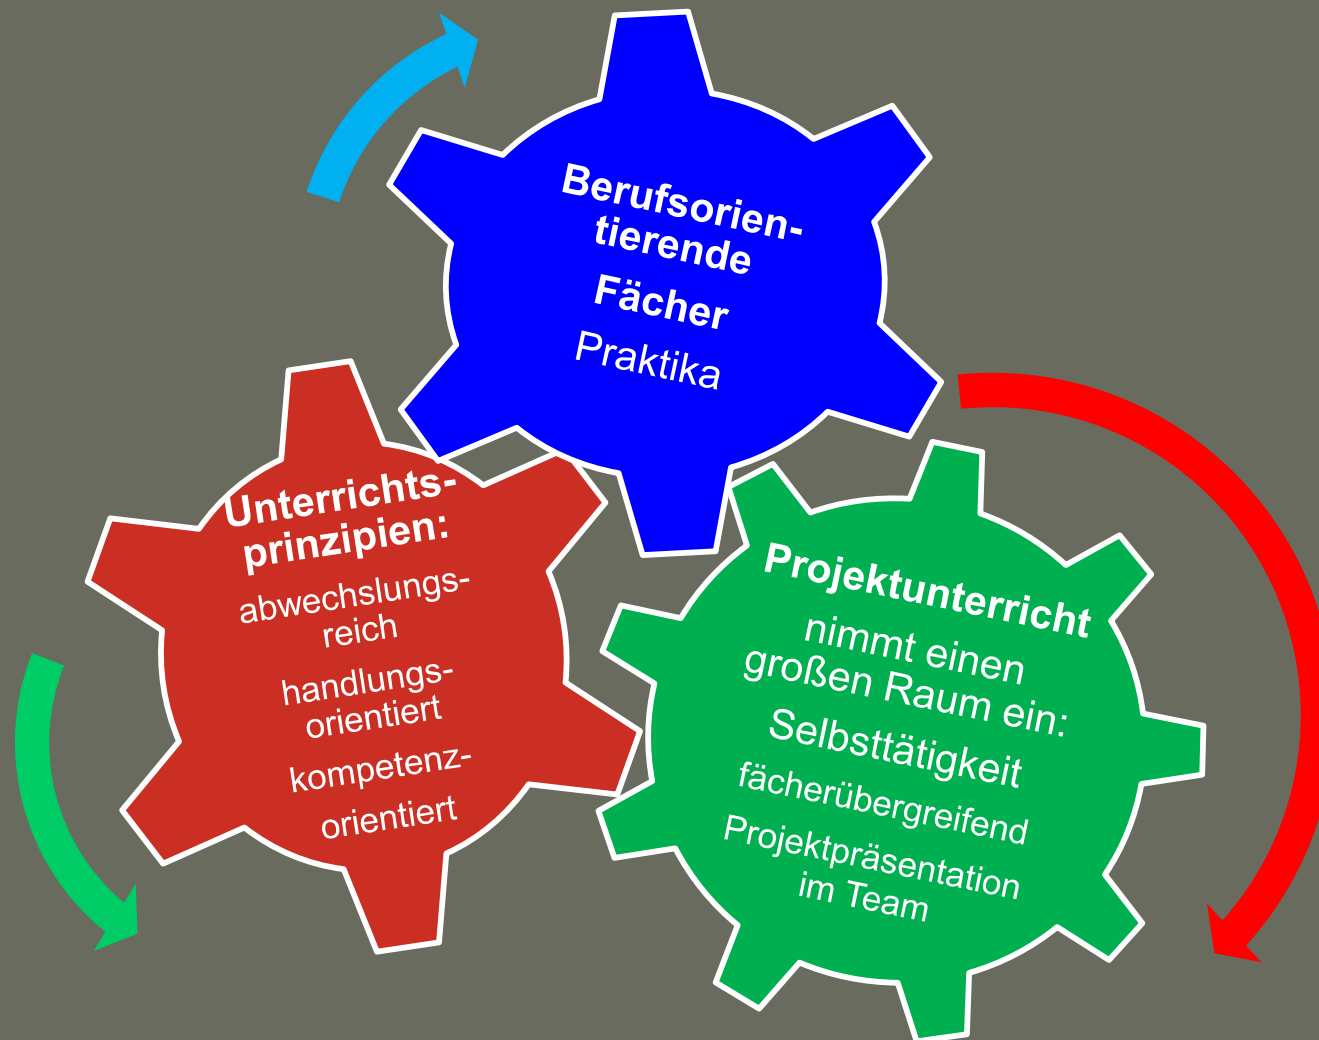 Berufsorien-
tierende
Fächer
Praktika
Unterrichts-
prinzipien:
abwechslungs-
reich
handlungs-
orientiert
kompetenz-
orientiert
Projektunterricht
nimmt einen
großen Raum ein:
Selbsttätigkeit
fächerübergreifend
Projektpräsentation
im Team